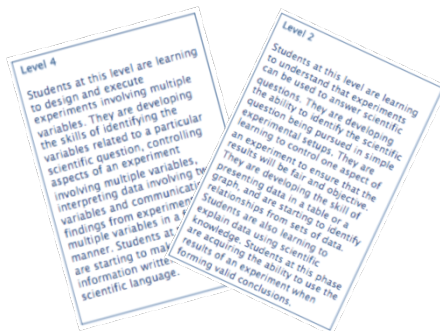 Level 4
Students at this level are learning
to design and execute
experiments involving multiple
variables. They are developing
the skills of identifying the
variables related to a particular
scientific question, controlling
aspects of an experiment
involving multiple variables,
interpreting data involving
variables and
findings from
multiple variables in a
manner. Students at
are starting to
information
scientific language.
Level 2
Students at this level are learning
to understand that experiments
can be used to answer scientific
questions. They are developing
the ability to identify the scientific
question being pursued in simple
experimental setups. They are
learning to control one aspect of
an experiment to ensure that the
results will be fair and objective.
They are developing the skill of
presenting data in a table or a
graph, and are starting to identify
relationships from sets of data.
Students are also learning to
explain data using scientific
knowledge. Students at this phase
are acquiring the ability to use the
results of an experiment when
forming valid conclusions.